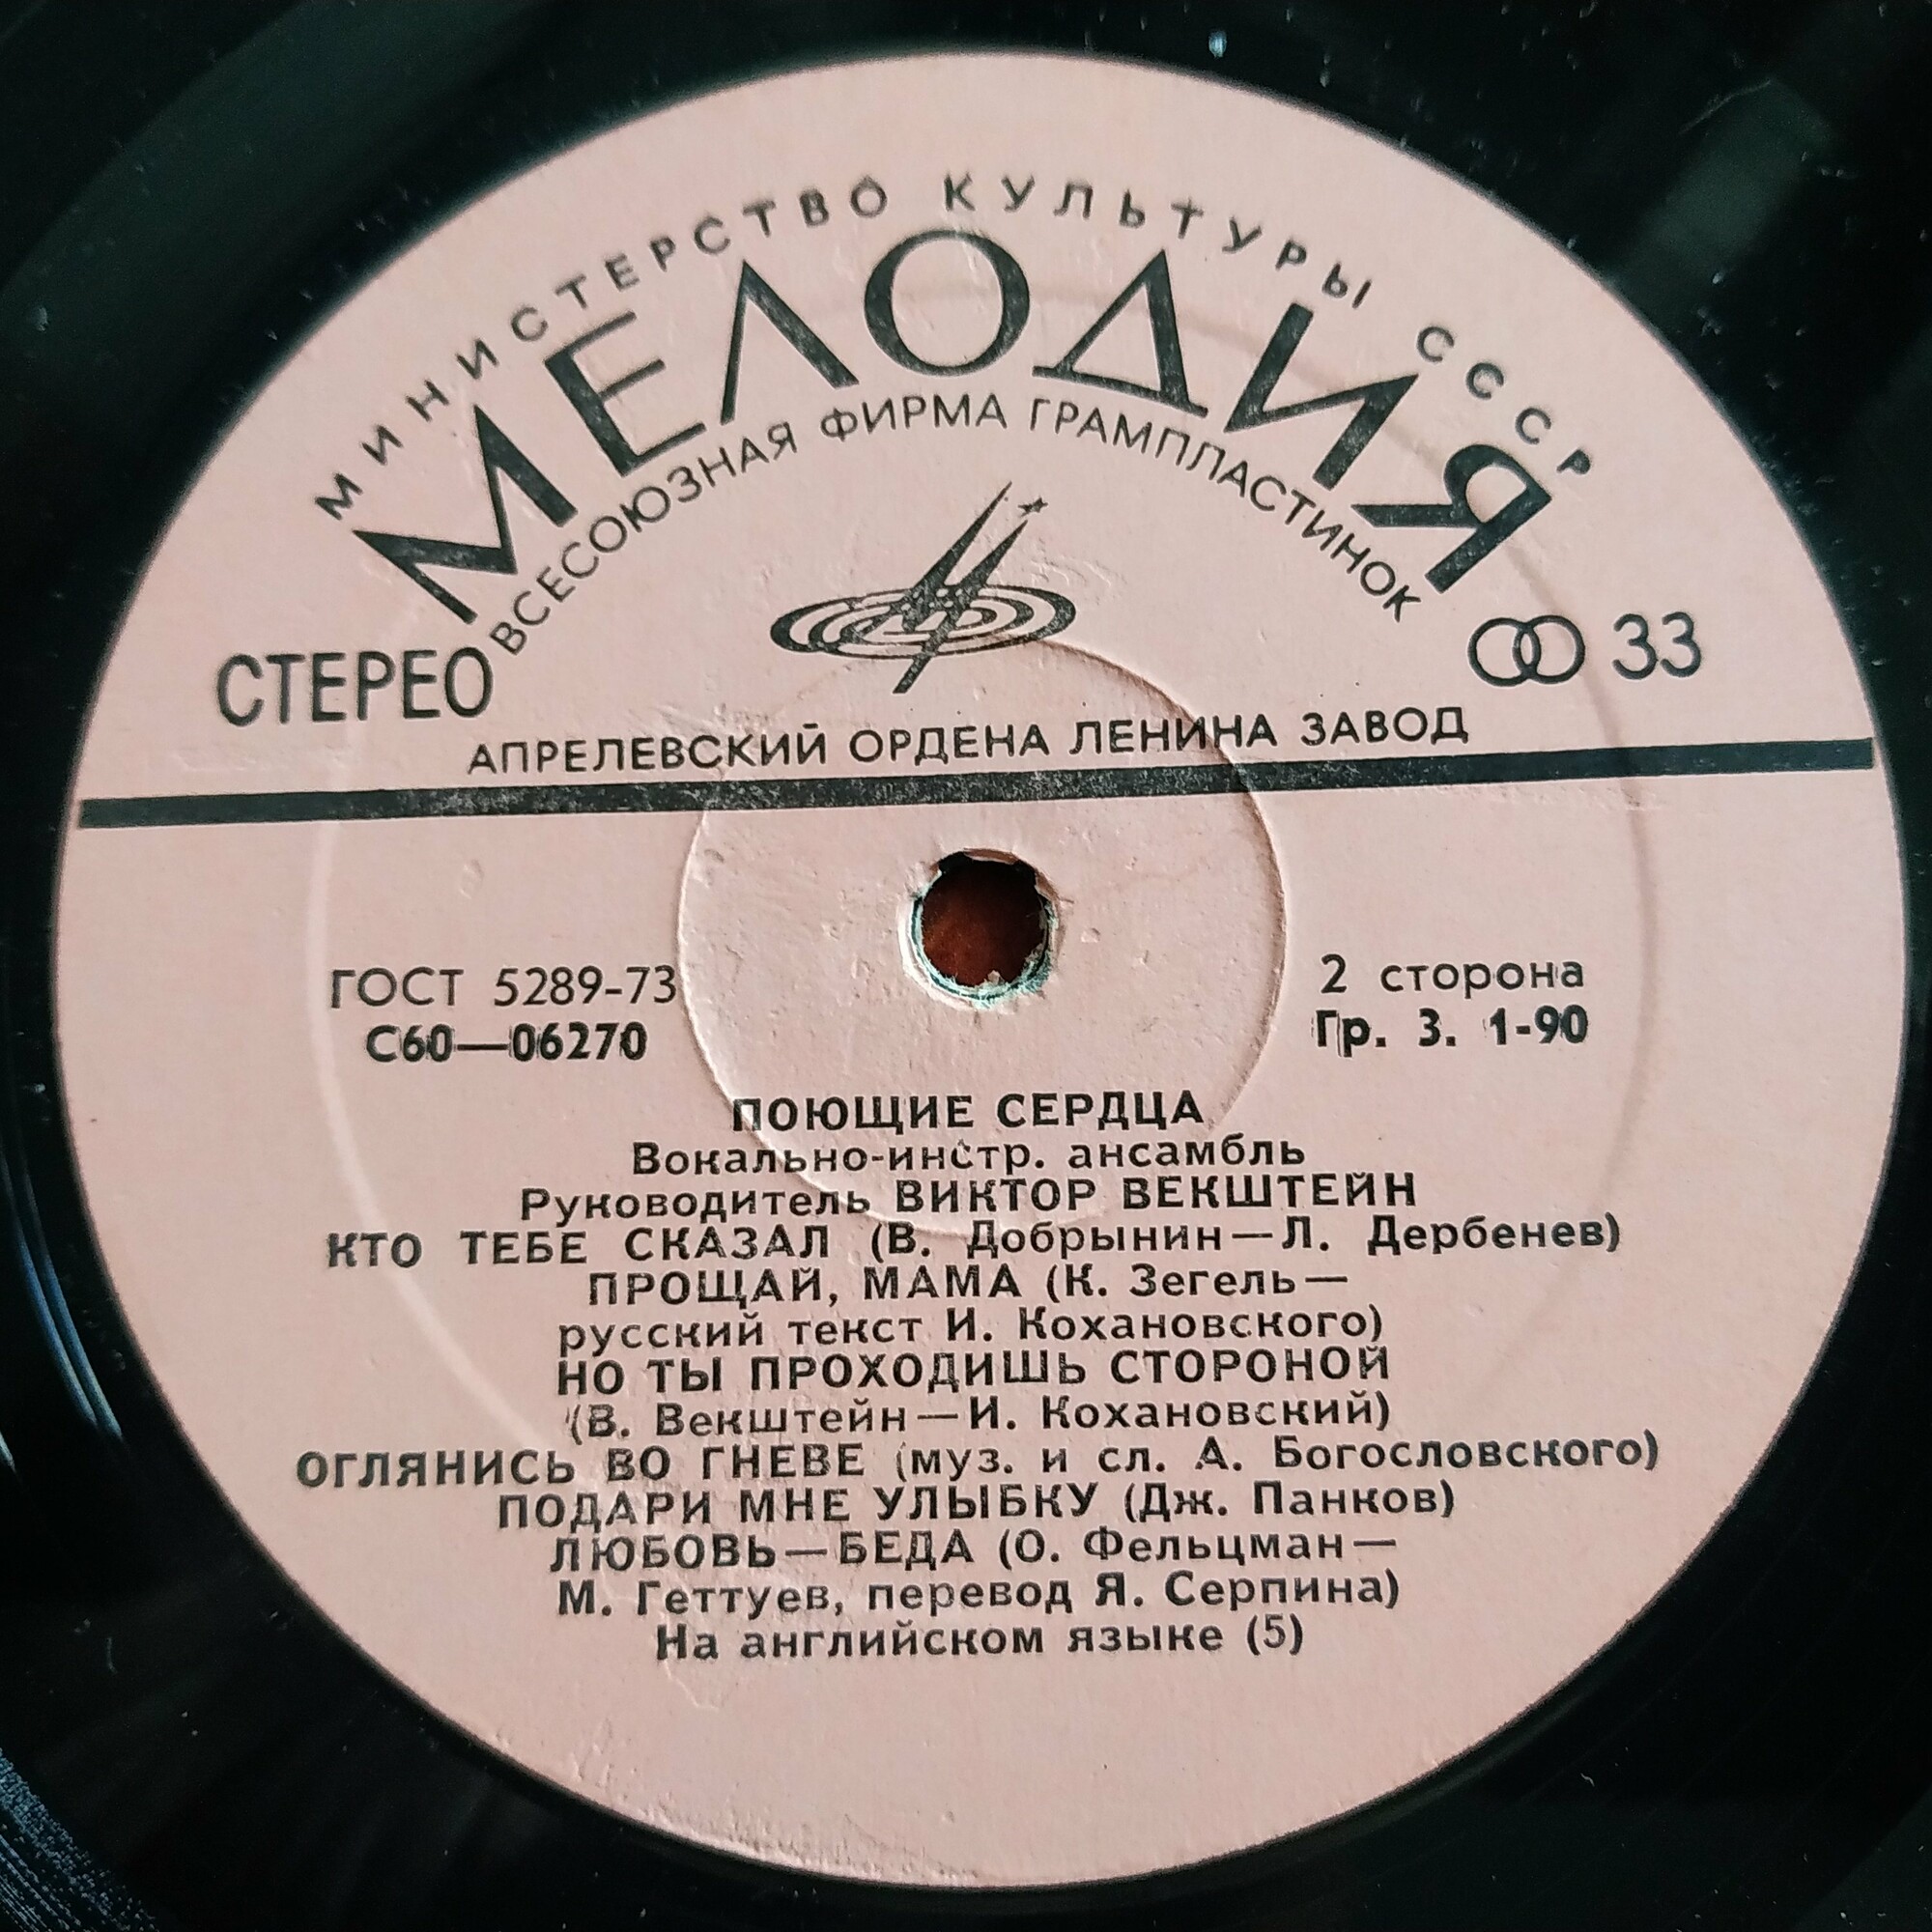 МИНИСТЕРСТВО КУЛЬТУРЫ СССР
МЕЛОДИЯ
ВСЕСОЮЗНАЯ ФИРМА ГРАМПЛАСТИНОК
СТЕРЕО 33
АПРЕЛЕВСКИЙ ОРДЕНА ЛЕНИНА ЗАВОД
ГОСТ 5289-73 2 сторона
С60—06270 Гр. 3. 1-90
ПОЮЩИЕ СЕРДЦА
Вокально-инстр. ансамбль
Руководитель ВИКТОР ВЕКШТЕЙН
КТО ТЕБЕ СКАЗАЛ (В. Добрынин—Л. Дербенев)
ПРОЩАЙ, МАМА (К. Зегель—
русский текст И. Кохановского)
НО ТЫ ПРОХОДИШЬ СТОРОНОЙ
(В. Векштейн—И. Кохановский)
ОГЛЯНИСЬ ВО ГНЕВЕ (муз. и сл. А. Богословского)
ПОДАРИ МНЕ УЛЫБКУ (Дж. Панков)
ЛЮБОВЬ—БЕДА (О. Фельцман—
М. Геттуев, перевод Я. Серпина)
На английском языке (5)